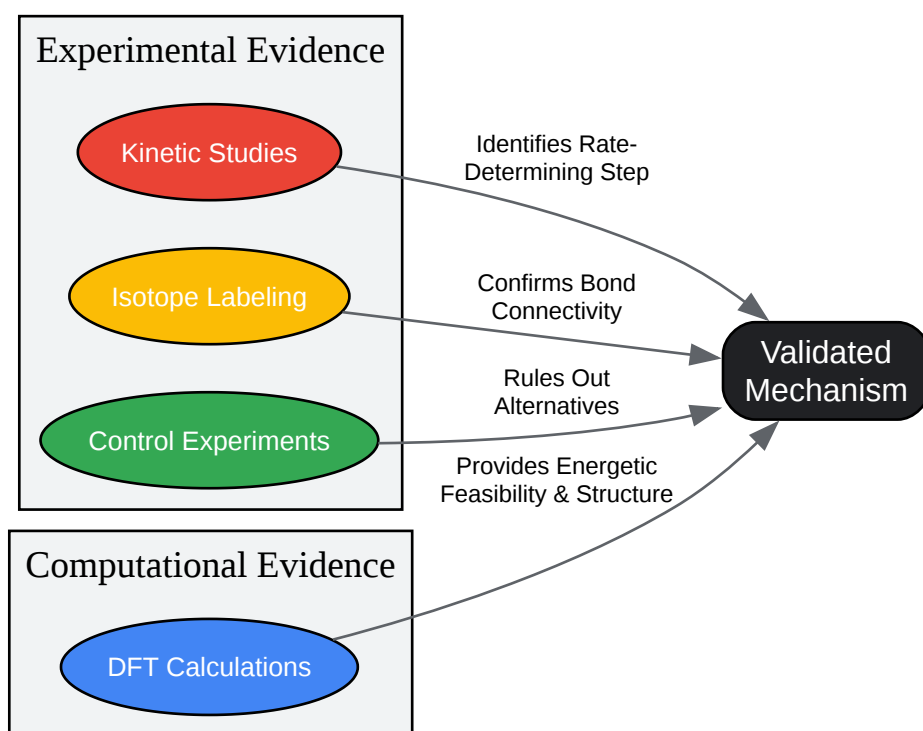 Experimental Evidence
Kinetic Studies
Identifies Rate-
Determining Step
Isotope Labeling
Confirms Bond
Connectivity
Validated
Mechanism
Rules Out
Alternatives
Control Experiments
Provides Energetic
Feasibility & Structure
Computational Evidence
DFT Calculations